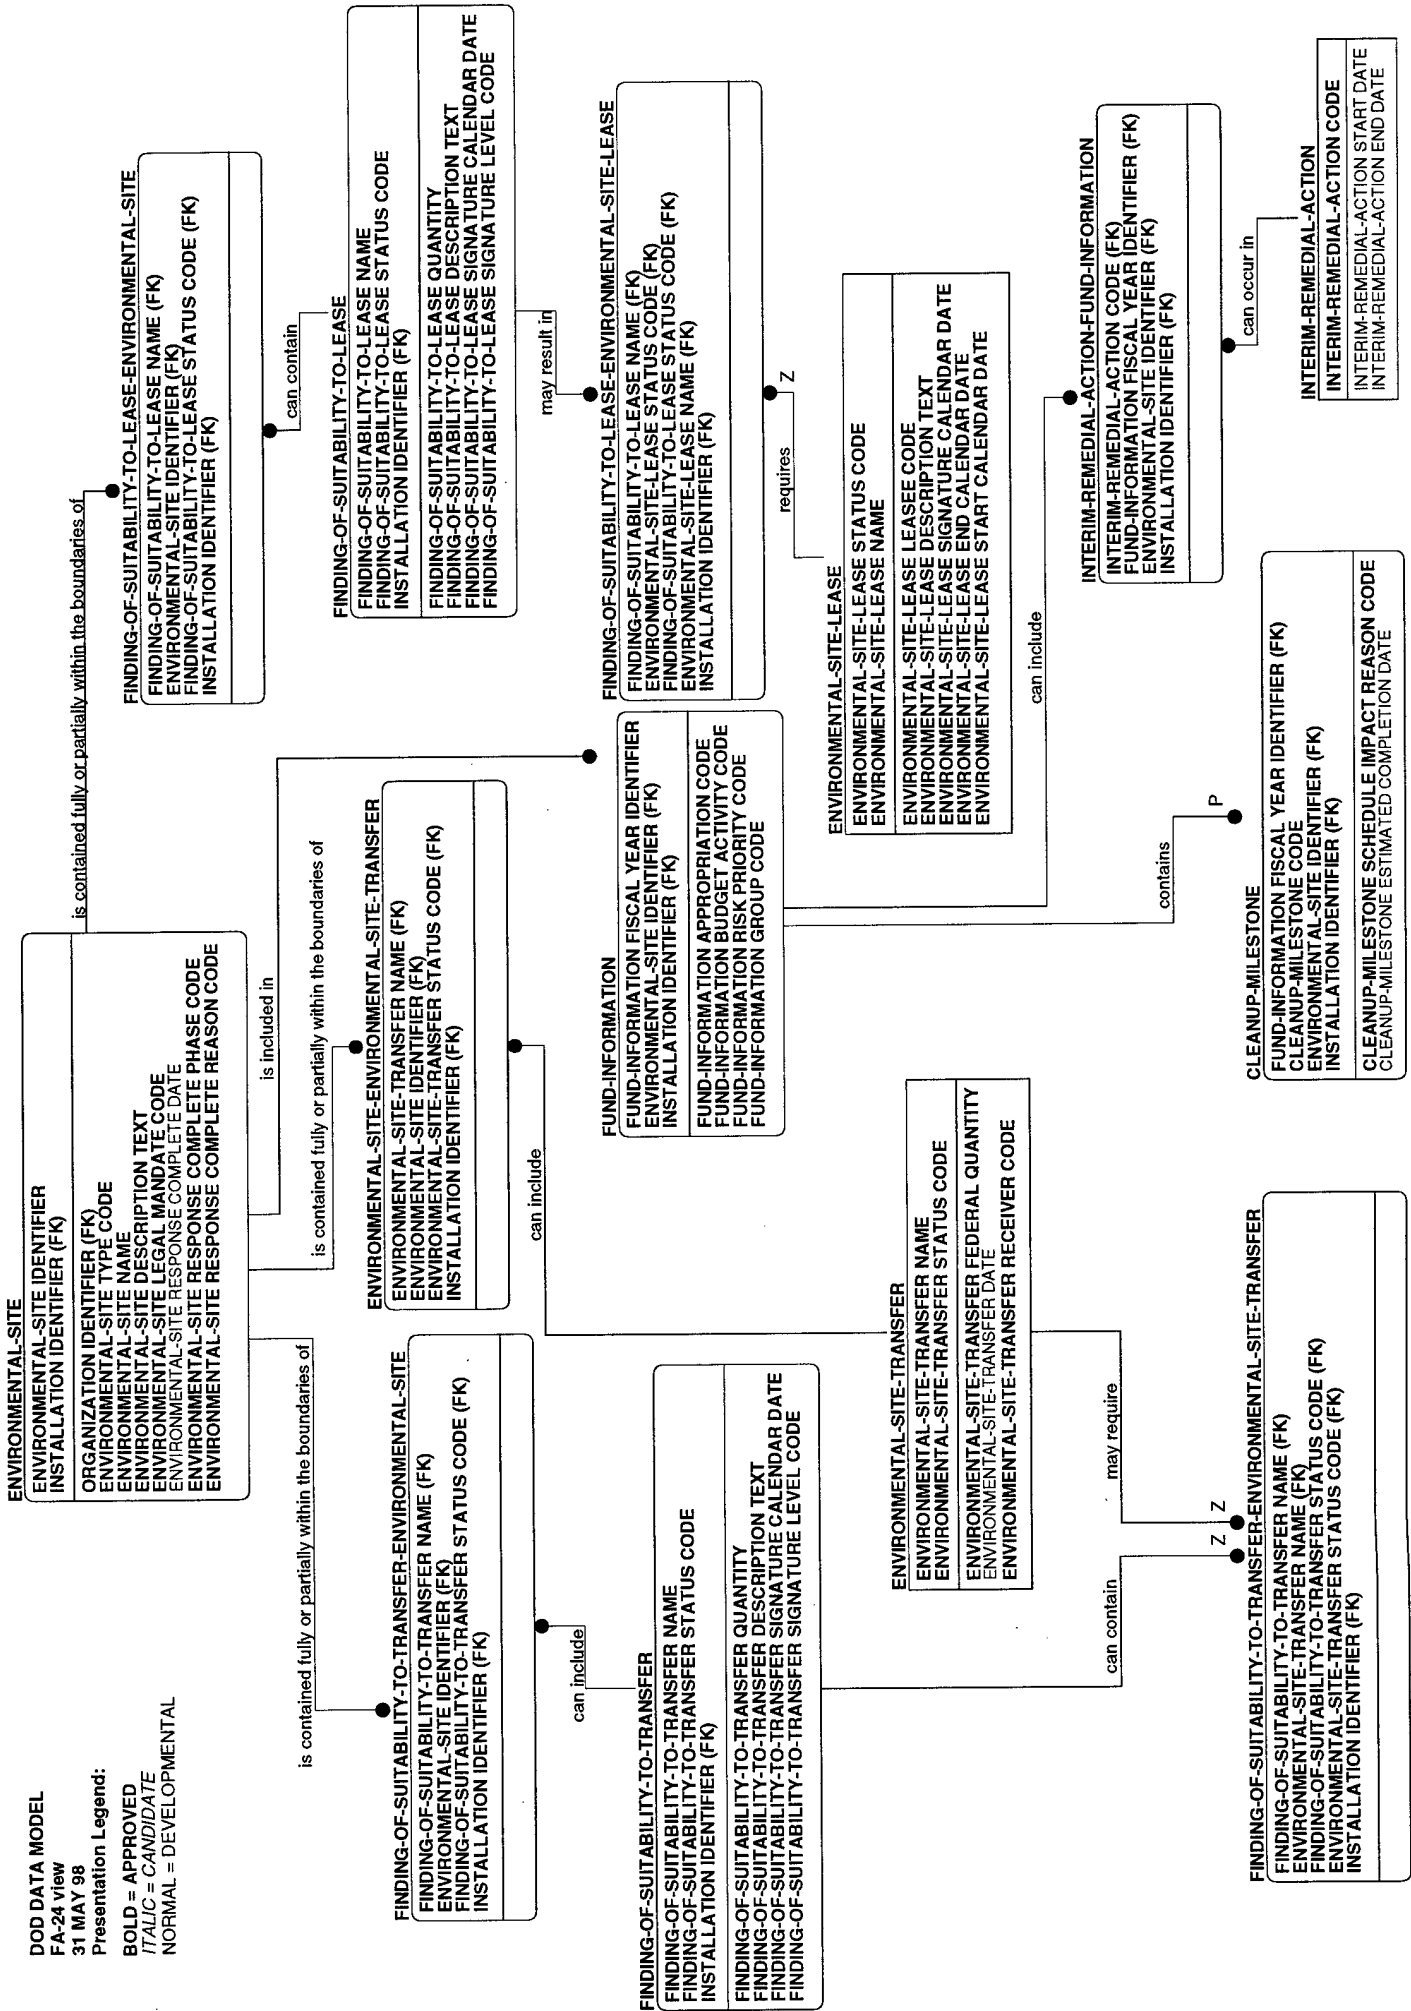 DOD DATA MODEL
FA-24 view
31 MAY 98
Presentation Legend:
BOLD = APPROVED
ITALIC = CANDIDATE
NORMAL = DEVELOPMENTAL
ENVIRONMENTAL-SITE
ENVIRONMENTAL-SITE IDENTIFIER
INSTALLATION IDENTIFIER (FK)
ORGANIZATION IDENTIFIER (FK)
ENVIRONMENTAL-SITE TYPE CODE
ENVIRONMENTAL-SITE NAME
ENVIRONMENTAL-SITE DESCRIPTION TEXT
ENVIRONMENTAL-SITE LEGAL MANDATE CODE
ENVIRONMENTAL-SITE RESPONSE COMPLETE DATE
ENVIRONMENTAL-SITE RESPONSE COMPLETE PHASE CODE
ENVIRONMENTAL-SITE RESPONSE COMPLETE REASON CODE
is contained fully or partially within the boundaries of
is contained fully or partially within the boundaries of
is included in
is contained fully or partially within the boundaries of
FINDING-OF-SUITABILITY-TO-LEASE-ENVIRONMENTAL-SITE
FINDING-OF-SUITABILITY-TO-LEASE NAME (FK)
ENVIRONMENTAL-SITE IDENTIFIER (FK)
FINDING-OF-SUITABILITY-TO-LEASE STATUS CODE (FK)
INSTALLATION IDENTIFIER (FK)
can contain
FINDING-OF-SUITABILITY-TO-LEASE
FINDING-OF-SUITABILITY-TO-LEASE NAME
FINDING-OF-SUITABILITY-TO-LEASE STATUS CODE
INSTALLATION IDENTIFIER (FK)
FINDING-OF-SUITABILITY-TO-LEASE QUANTITY
FINDING-OF-SUITABILITY-TO-LEASE DESCRIPTION TEXT
FINDING-OF-SUITABILITY-TO-LEASE SIGNATURE CALENDAR DATE
FINDING-OF-SUITABILITY-TO-LEASE SIGNATURE LEVEL CODE
may result in
FINDING-OF-SUITABILITY-TO-TRANSFER-ENVIRONMENTAL-SITE
FINDING-OF-SUITABILITY-TO-TRANSFER NAME (FK)
ENVIRONMENTAL-SITE IDENTIFIER (FK)
FINDING-OF-SUITABILITY-TO-TRANSFER STATUS CODE (FK)
INSTALLATION IDENTIFIER (FK)
can include
ENVIRONMENTAL-SITE-ENVIRONMENTAL-SITE-TRANSFER
ENVIRONMENTAL-SITE-TRANSFER NAME (FK)
ENVIRONMENTAL-SITE IDENTIFIER (FK)
ENVIRONMENTAL-SITE-TRANSFER STATUS CODE (FK)
INSTALLATION IDENTIFIER (FK)
can include
FUND-INFORMATION
FUND-INFORMATION FISCAL YEAR IDENTIFIER
ENVIRONMENTAL-SITE IDENTIFIER (FK)
INSTALLATION IDENTIFIER (FK)
FUND-INFORMATION APPROPRIATION CODE
FUND-INFORMATION BUDGET ACTIVITY CODE
FUND-INFORMATION RISK PRIORITY CODE
FUND-INFORMATION GROUP CODE
FINDING-OF-SUITABILITY-TO-LEASE-ENVIRONMENTAL-SITE-LEASE
FINDING-OF-SUITABILITY-TO-LEASE NAME (FK)
ENVIRONMENTAL-SITE-LEASE STATUS CODE (FK)
FINDING-OF-SUITABILITY-TO-LEASE STATUS CODE (FK)
ENVIRONMENTAL-SITE-LEASE NAME (FK)
INSTALLATION IDENTIFIER (FK)
requires
Z
ENVIRONMENTAL-SITE-LEASE
ENVIRONMENTAL-SITE-LEASE STATUS CODE
ENVIRONMENTAL-SITE-LEASE NAME
ENVIRONMENTAL-SITE-LEASE LEASEE CODE
ENVIRONMENTAL-SITE-LEASE DESCRIPTION TEXT
ENVIRONMENTAL-SITE-LEASE SIGNATURE CALENDAR DATE
ENVIRONMENTAL-SITE-LEASE END CALENDAR DATE
ENVIRONMENTAL-SITE-LEASE START CALENDAR DATE
FINDING-OF-SUITABILITY-TO-TRANSFER
FINDING-OF-SUITABILITY-TO-TRANSFER NAME
FINDING-OF-SUITABILITY-TO-TRANSFER STATUS CODE
INSTALLATION IDENTIFIER (FK)
FINDING-OF-SUITABILITY-TO-TRANSFER QUANTITY
FINDING-OF-SUITABILITY-TO-TRANSFER DESCRIPTION TEXT
FINDING-OF-SUITABILITY-TO-TRANSFER SIGNATURE CALENDAR DATE
FINDING-OF-SUITABILITY-TO-TRANSFER SIGNATURE LEVEL CODE
can contain
Z
ENVIRONMENTAL-SITE-TRANSFER
ENVIRONMENTAL-SITE-TRANSFER NAME
ENVIRONMENTAL-SITE-TRANSFER STATUS CODE
ENVIRONMENTAL-SITE-TRANSFER FEDERAL QUANTITY
ENVIRONMENTAL-SITE-TRANSFER DATE
ENVIRONMENTAL-SITE-TRANSFER RECEIVER CODE
may require
Z
contains
P
can include
INTERIM-REMEDIAL-ACTION-FUND-INFORMATION
INTERIM-REMEDIAL-ACTION CODE (FK)
FUND-INFORMATION FISCAL YEAR IDENTIFIER (FK)
ENVIRONMENTAL-SITE IDENTIFIER (FK)
INSTALLATION IDENTIFIER (FK)
can occur in
FINDING-OF-SUITABILITY-TO-TRANSFER-ENVIRONMENTAL-SITE-TRANSFER
FINDING-OF-SUITABILITY-TO-TRANSFER NAME (FK)
ENVIRONMENTAL-SITE-TRANSFER NAME (FK)
FINDING-OF-SUITABILITY-TO-TRANSFER STATUS CODE (FK)
ENVIRONMENTAL-SITE-TRANSFER STATUS CODE (FK)
INSTALLATION IDENTIFIER (FK)
CLEANUP-MILESTONE
FUND-INFORMATION FISCAL YEAR IDENTIFIER (FK)
CLEANUP-MILESTONE CODE
ENVIRONMENTAL-SITE IDENTIFIER (FK)
INSTALLATION IDENTIFIER (FK)
CLEANUP-MILESTONE SCHEDULE IMPACT REASON CODE
CLEANUP-MILESTONE ESTIMATED COMPLETION DATE
INTERIM-REMEDIAL-ACTION
INTERIM-REMEDIAL-ACTION CODE
INTERIM-REMEDIAL-ACTION START DATE
INTERIM-REMEDIAL-ACTION END DATE